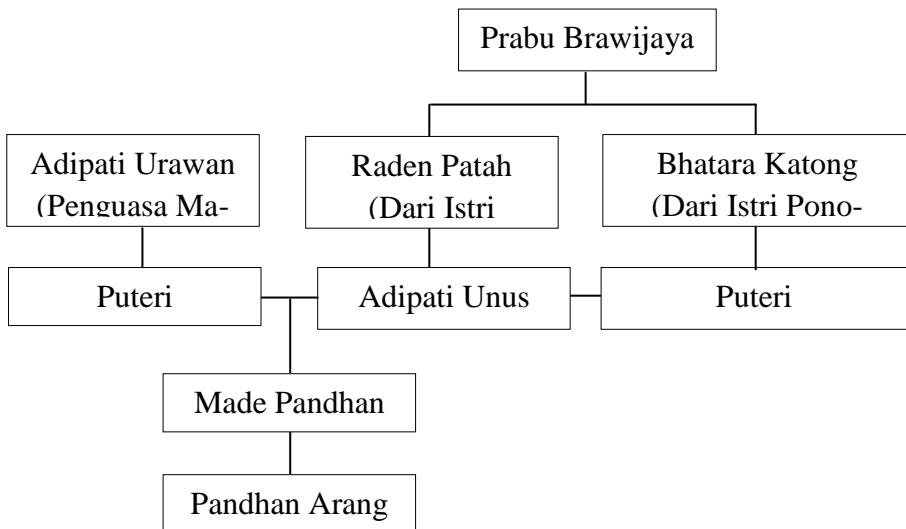 Prabu Brawijaya
Adipati Urawan
(Penguasa Ma-
Raden Patah
(Dari Istri
Bhatara Katong
(Dari Istri Pono-
Puteri
Adipati Unus
Puteri
Made Pandhan
Pandhan Arang